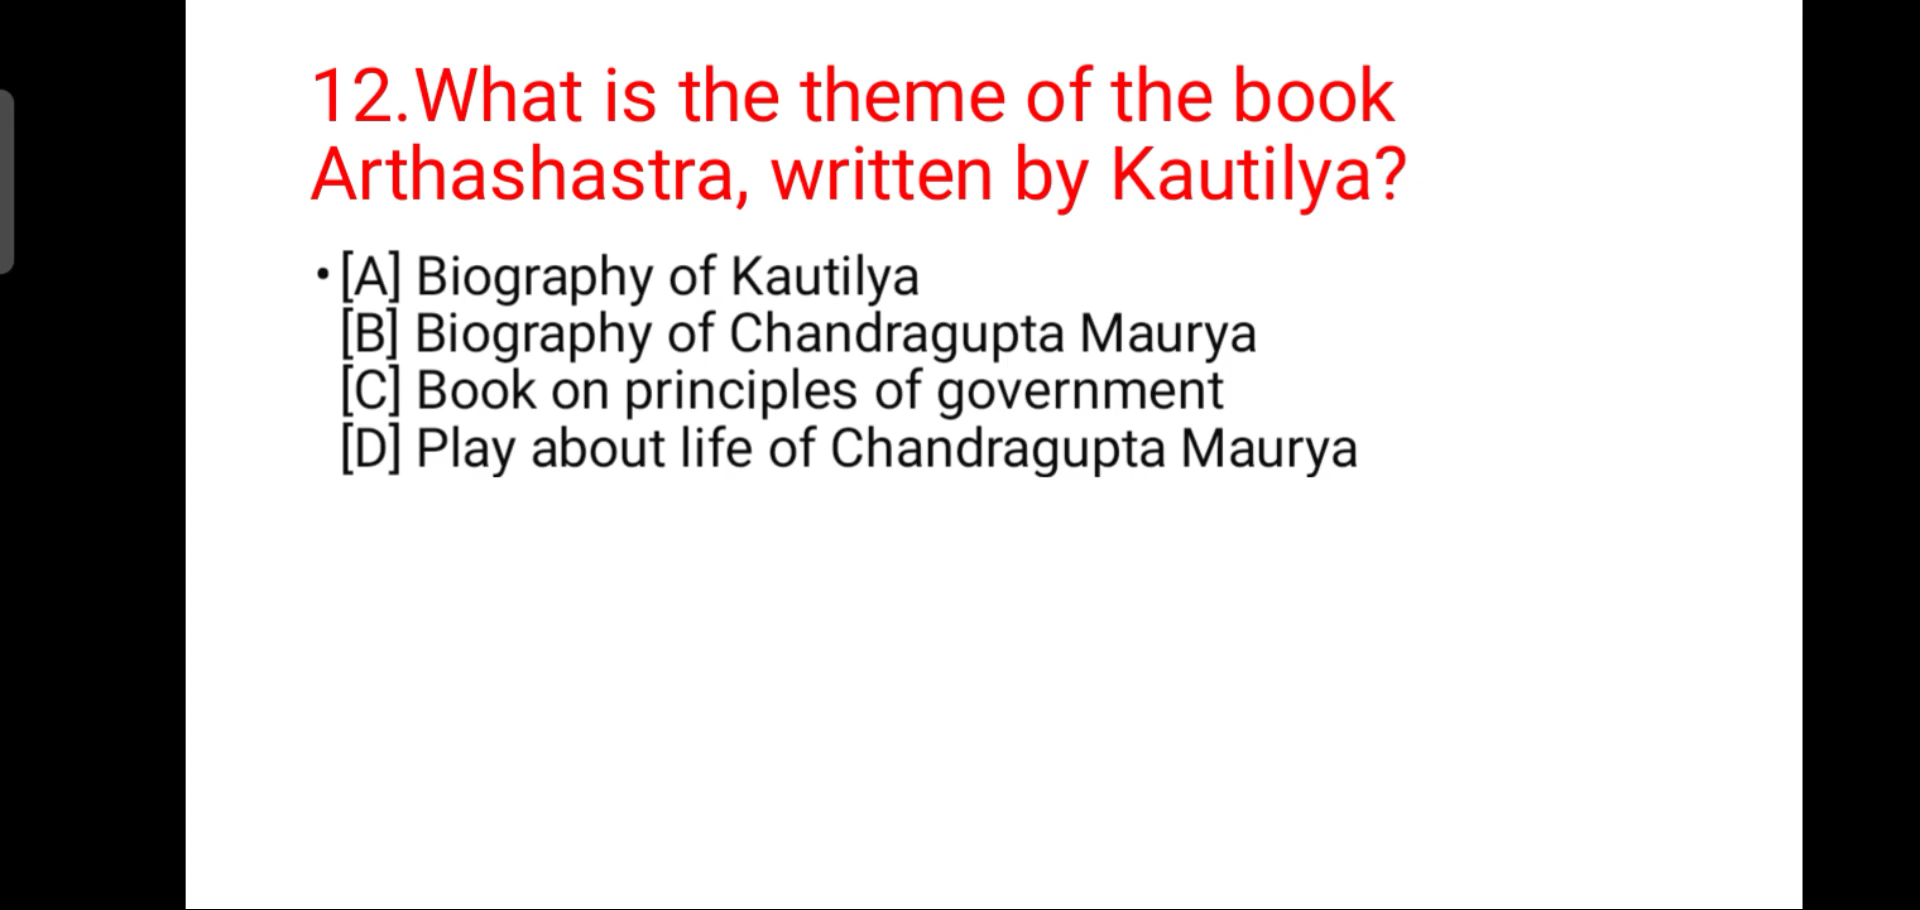 12.What is the theme of the book
Arthashastra, written by Kautilya?
•[A] Biography of Kautilya
[B] Biography of Chandragupta Maurya
[C] Book on principles of government
[D] Play about life of Chandragupta Maurya